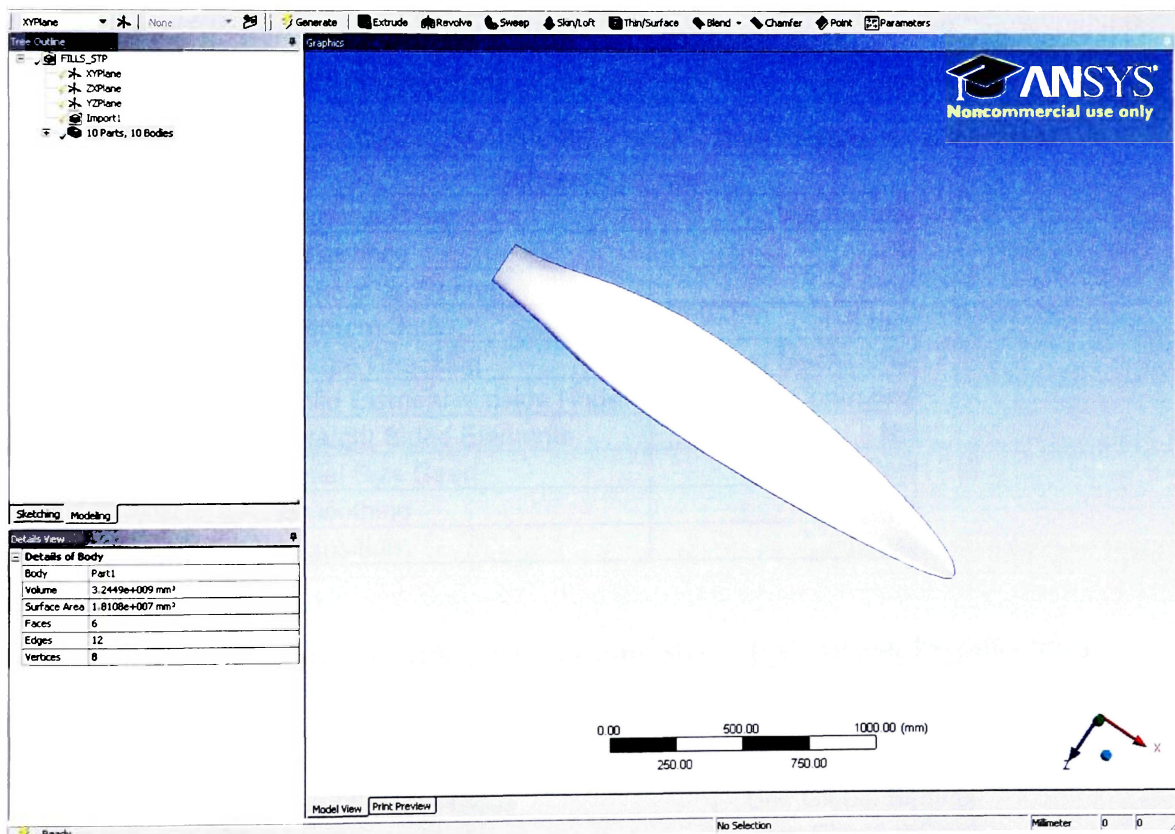 XYPlane None Generate Extrude Revolve Sweep Skin/Loft Thin/Surface Blend Chamfer Point Parameters
Tree Outline
FILLS_STP
XYPlane
ZXPlane
YZPlane
Import1
10 Parts, 10 Bodies
Sketching Modeling
Details View
Details of Body
Body Part1
Volume 3.2449e+009 mm³
Surface Area 1.8108e+007 mm²
Faces 6
Edges 12
Vertices 8
Graphics
ANSYS
Noncommercial use only
0.00 500.00 1000.00 (mm)
250.00 750.00
X
Z
Model View Print Preview
Ready
No Selection Millimeter 0 0